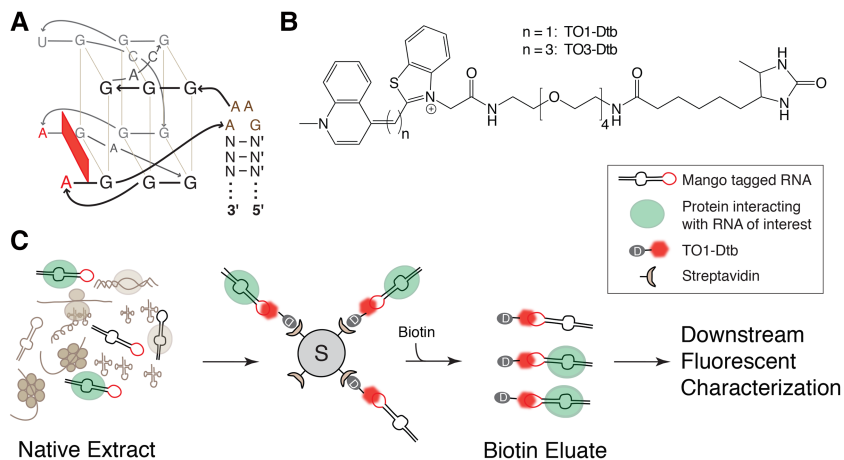 A
U G G G
C
A C
G G G
A A
A G G G
A
A G
N N'
N N'
N N'
A G G G
3' 5'
B
n = 1: TO1-Dtb
n = 3: TO3-Dtb
S
N
N
⊕
n
O
N
H
O
4
H
N
O
H
N
N
H
O
Mango tagged RNA
Protein interacting
with RNA of interest
D
TO1-Dtb
Streptavidin
C
D D
S
D
Biotin
D
D
D
Downstream
Fluorescent
Characterization
Native Extract
Biotin Eluate